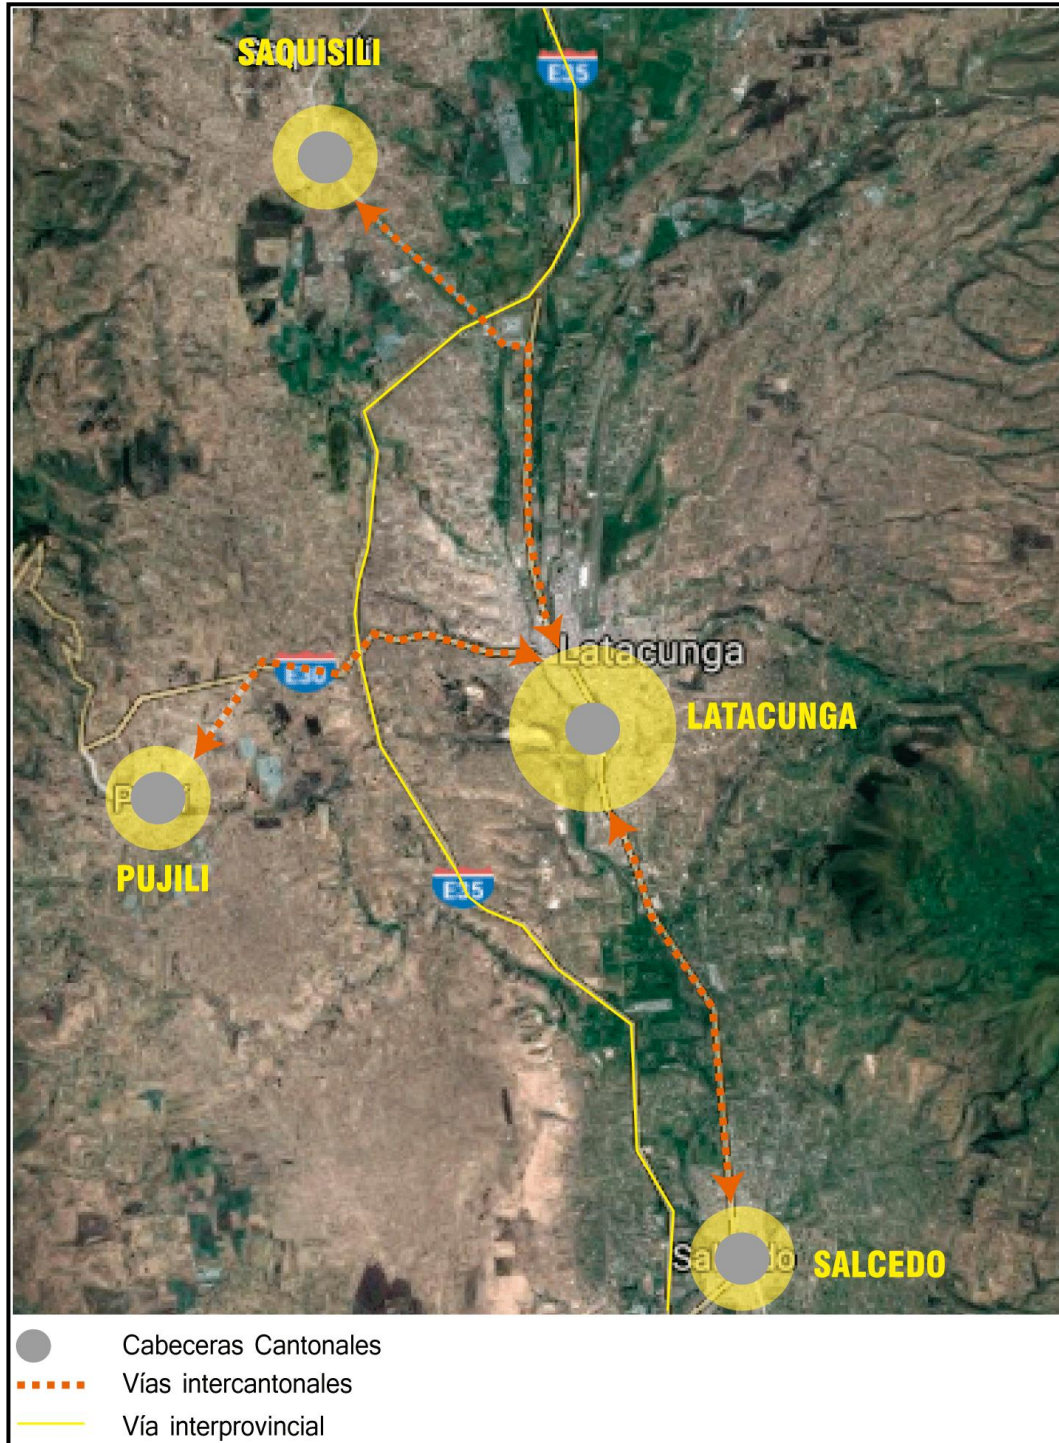 SAQUISILI
E35
Latacunga
LATACUNGA
E30
PUJILI
E35
SALCEDO
Cabeceras Cantonales
Vías intercantonales
Vía interprovincial